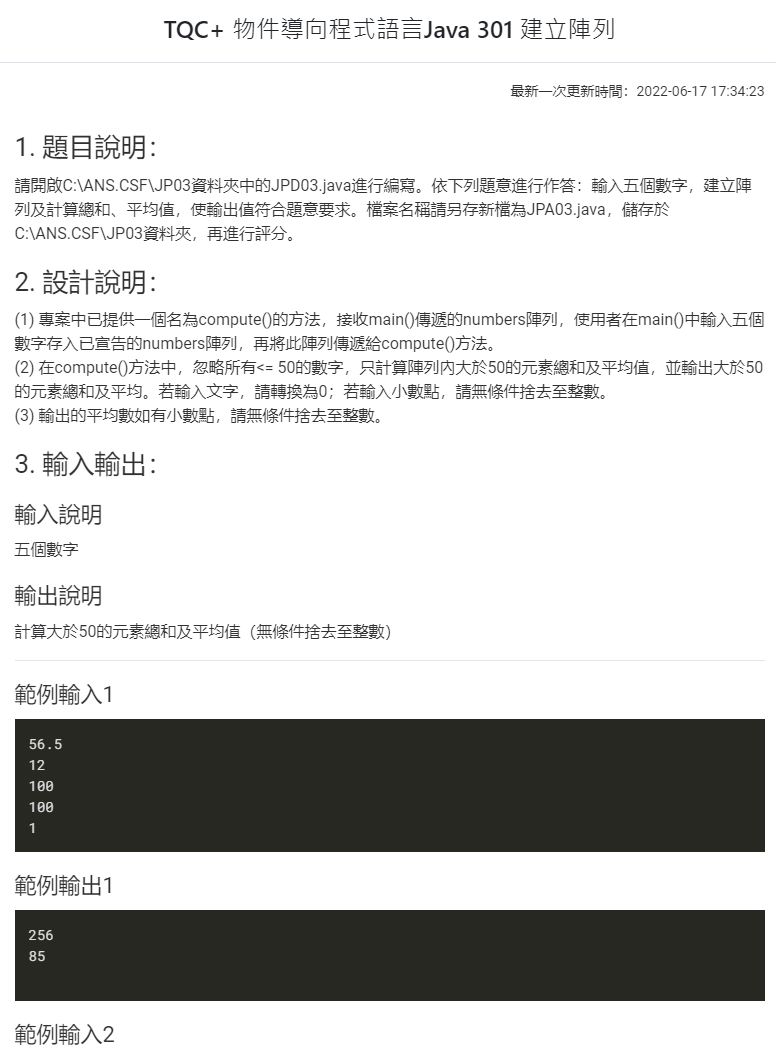 TQC+ 物件導向程式語言Java 301 建立陣列
最新一次更新時間：2022-06-17 17:34:23
1. 題目說明：
請開啟C:\ANS.CSF\JP03資料夾中的JPD03.java進行編寫。依下列題意進行作答：輸入五個數字，建立陣
列及計算總和、平均值，使輸出值符合題意要求。檔案名稱請另存新檔為JPA03.java，儲存於
C:\ANS.CSF\JP03資料夾，再進行評分。
2. 設計說明：
(1) 專案中已提供一個名為compute()的方法，接收main()傳遞的numbers陣列，使用者在main()中輸入五個
數字存入已宣告的numbers陣列，再將此陣列傳遞給compute()方法。
(2) 在compute()方法中，忽略所有<= 50的數字，只計算陣列內大於50的元素總和及平均值，並輸出大於50
的元素總和及平均。若輸入文字，請轉換為0；若輸入小數點，請無條件捨去至整數。
(3) 輸出的平均數如有小數點，請無條件捨去至整數。
3. 輸入輸出：
輸入說明
五個數字
輸出說明
計算大於50的元素總和及平均值（無條件捨去至整數）
範例輸入1
56.5
12
100
100
1
範例輸出1
256
85
範例輸入2